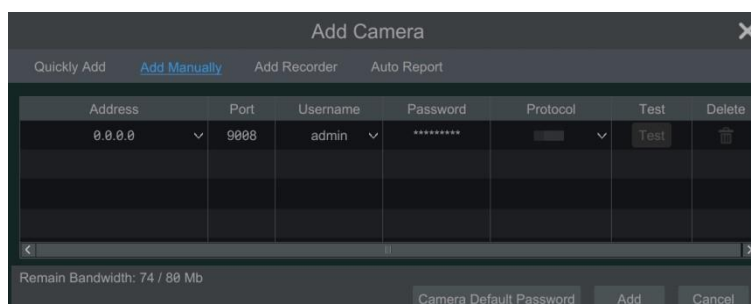 Add Camera
Quickly Add Add Manually Add Recorder Auto Report
Address Port Username Password Protocol Test Delete
0.0.0.0 9008 admin ********* Test
Remain Bandwidth: 74 / 80 Mb
Camera Default Password Add Cancel